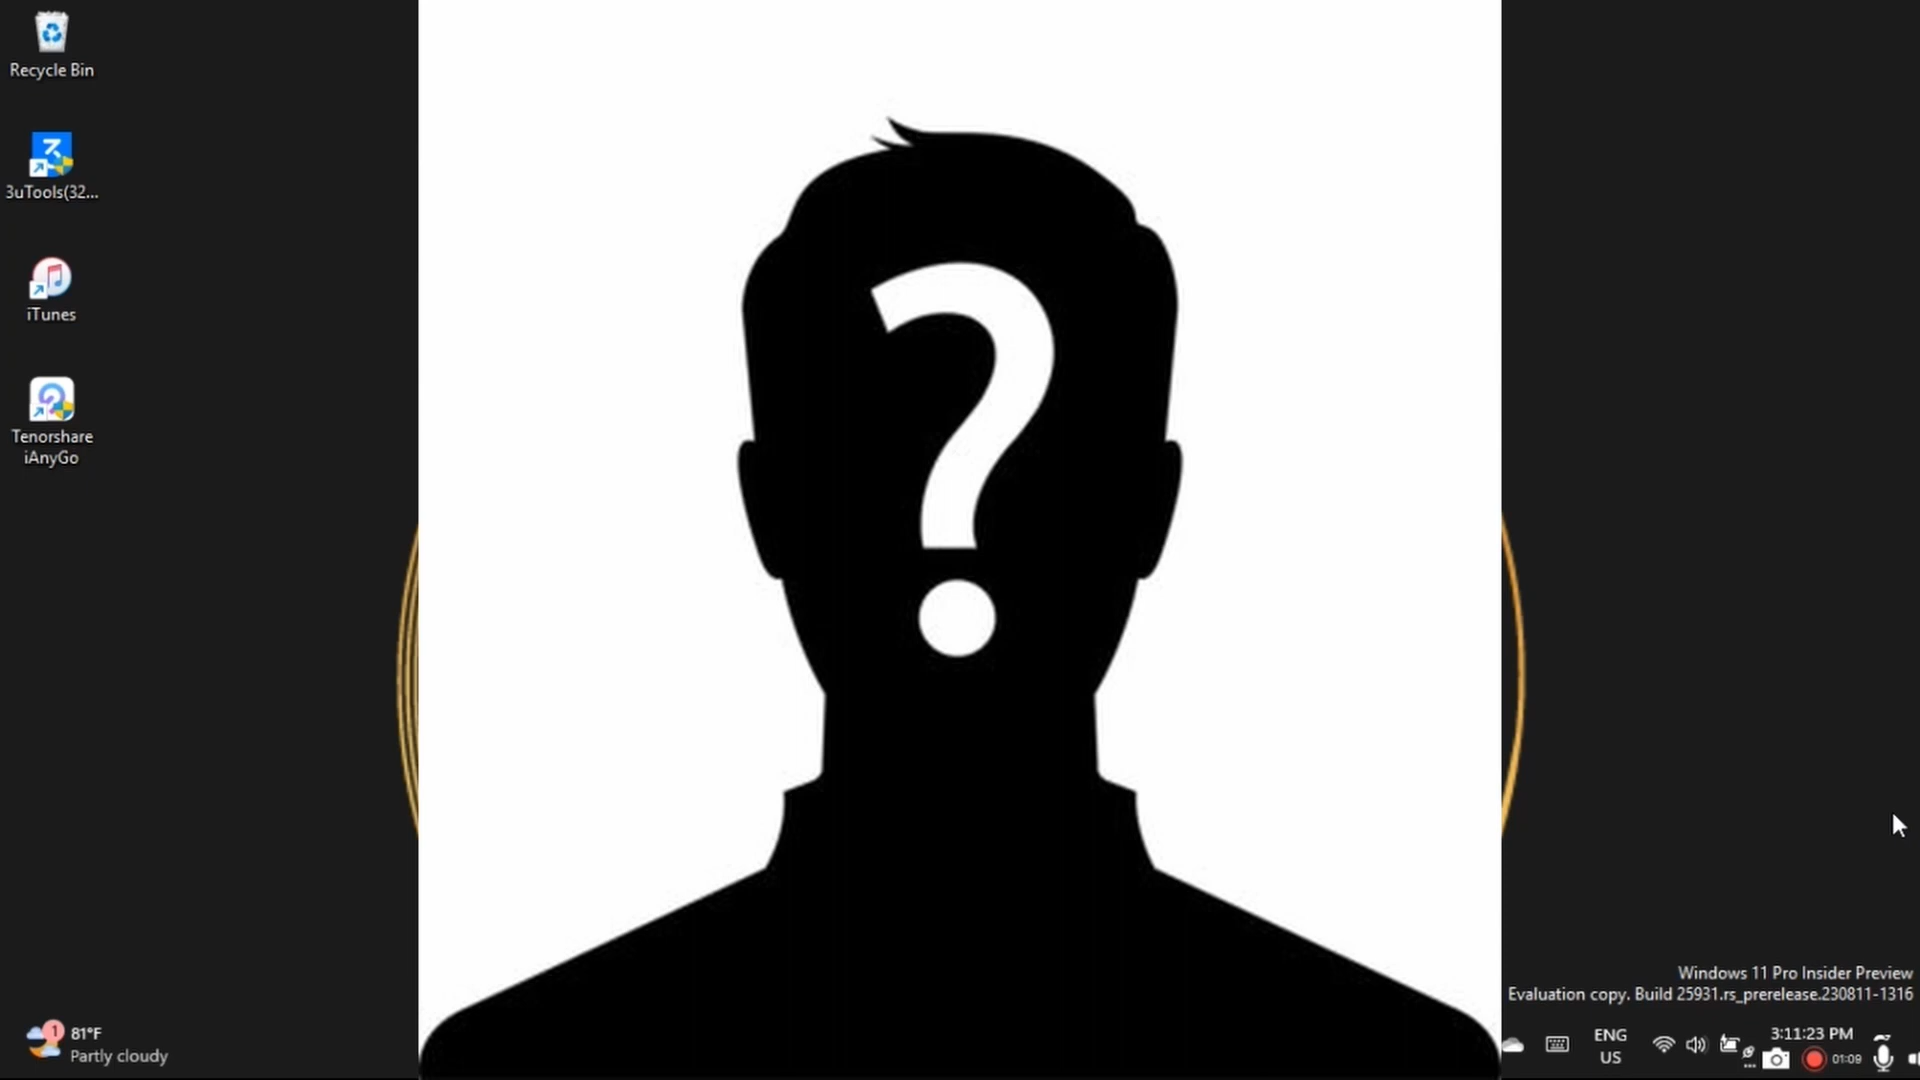 Recycle Bin
3uTools(32...
iTunes
Tenorshare
iAnyGo
?
Windows 11 Pro Insider Preview
Evaluation copy. Build 25931.rs_prerelease.230811-1316
1
81°F
Partly cloudy
ENG
US
3:11:23 PM
01:09